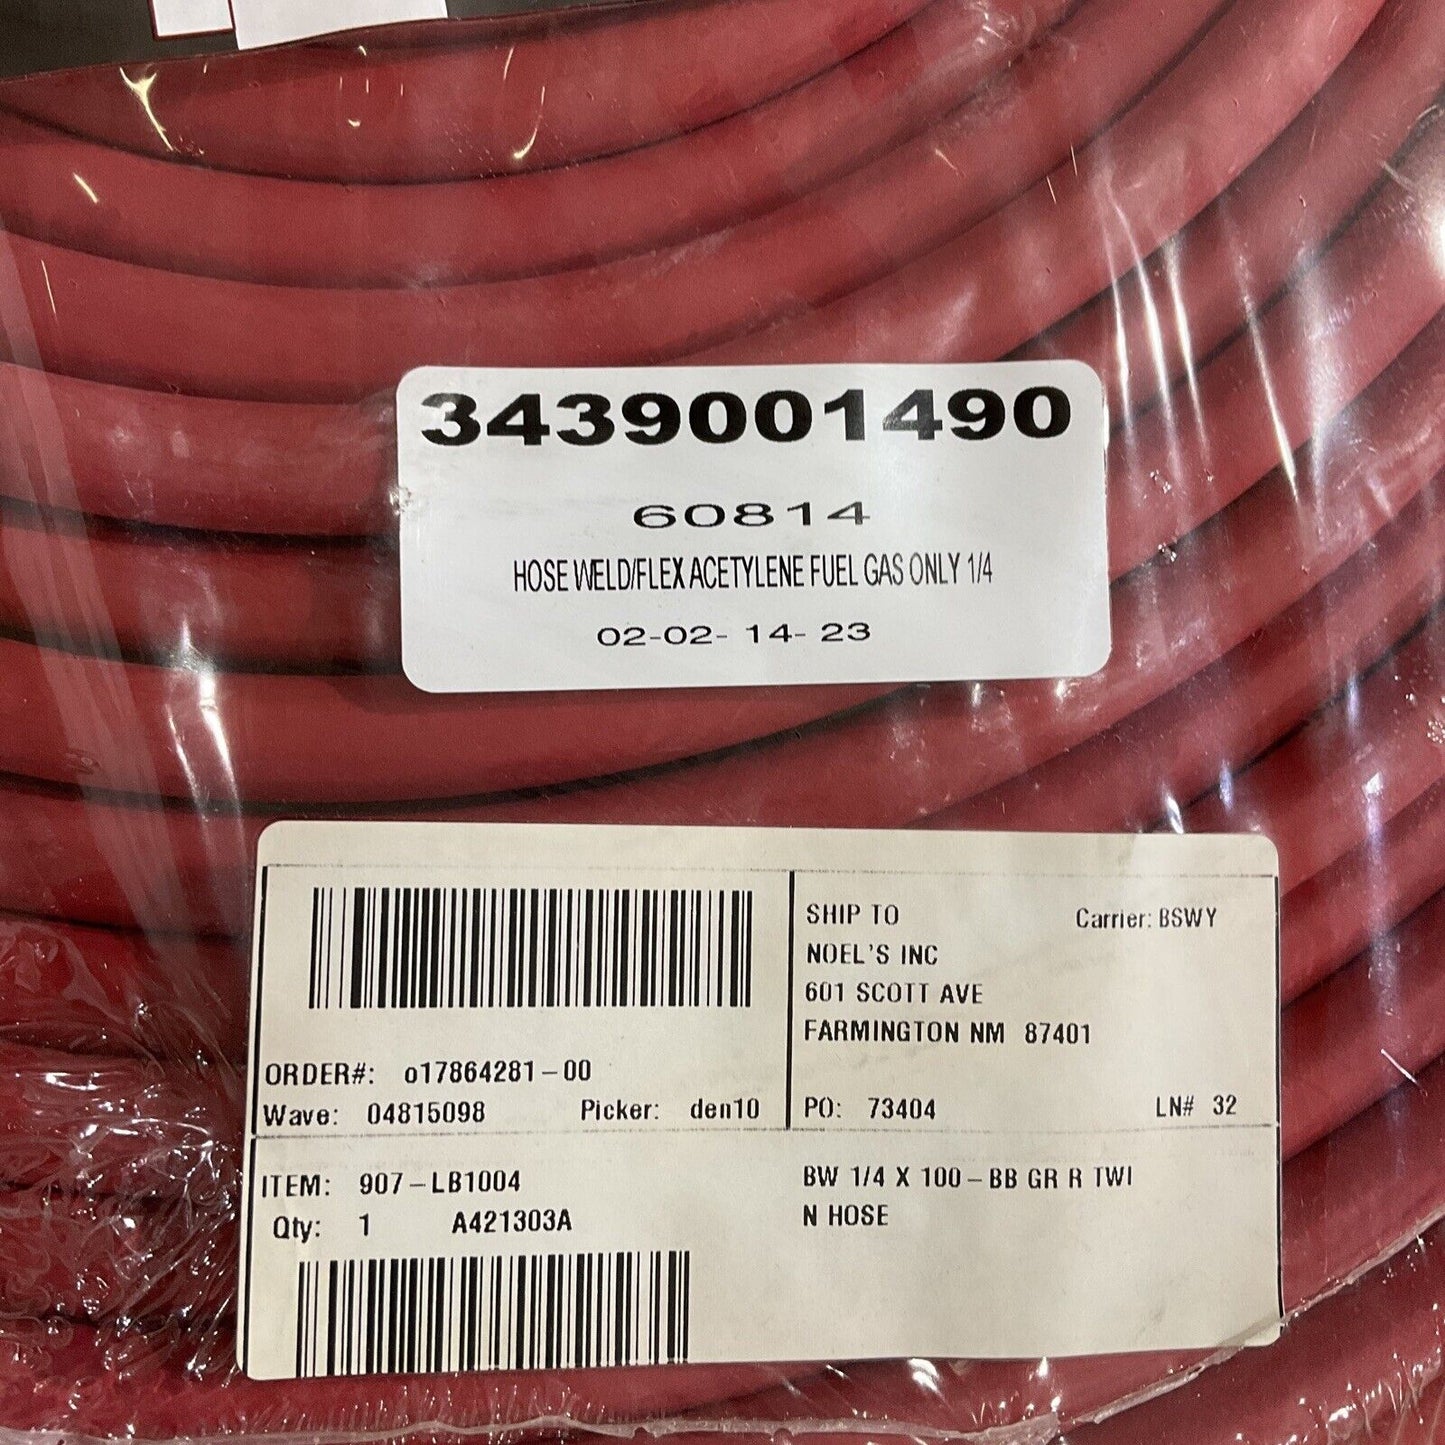 3439001490
60814
HOSE WELD/FLEX ACETYLENE FUEL GAS ONLY 1/4
02-02- 14- 23
SHIP TO Carrier: BSWY
NOEL'S INC
601 SCOTT AVE
FARMINGTON NM 87401
ORDER#: o17864281-00
Wave: 04815098 Picker: den10
PO: 73404 LN# 32
ITEM: 907-LB1004
Qty: 1 A421303A
BW 1/4 X 100-BB GR R TWI
N HOSE